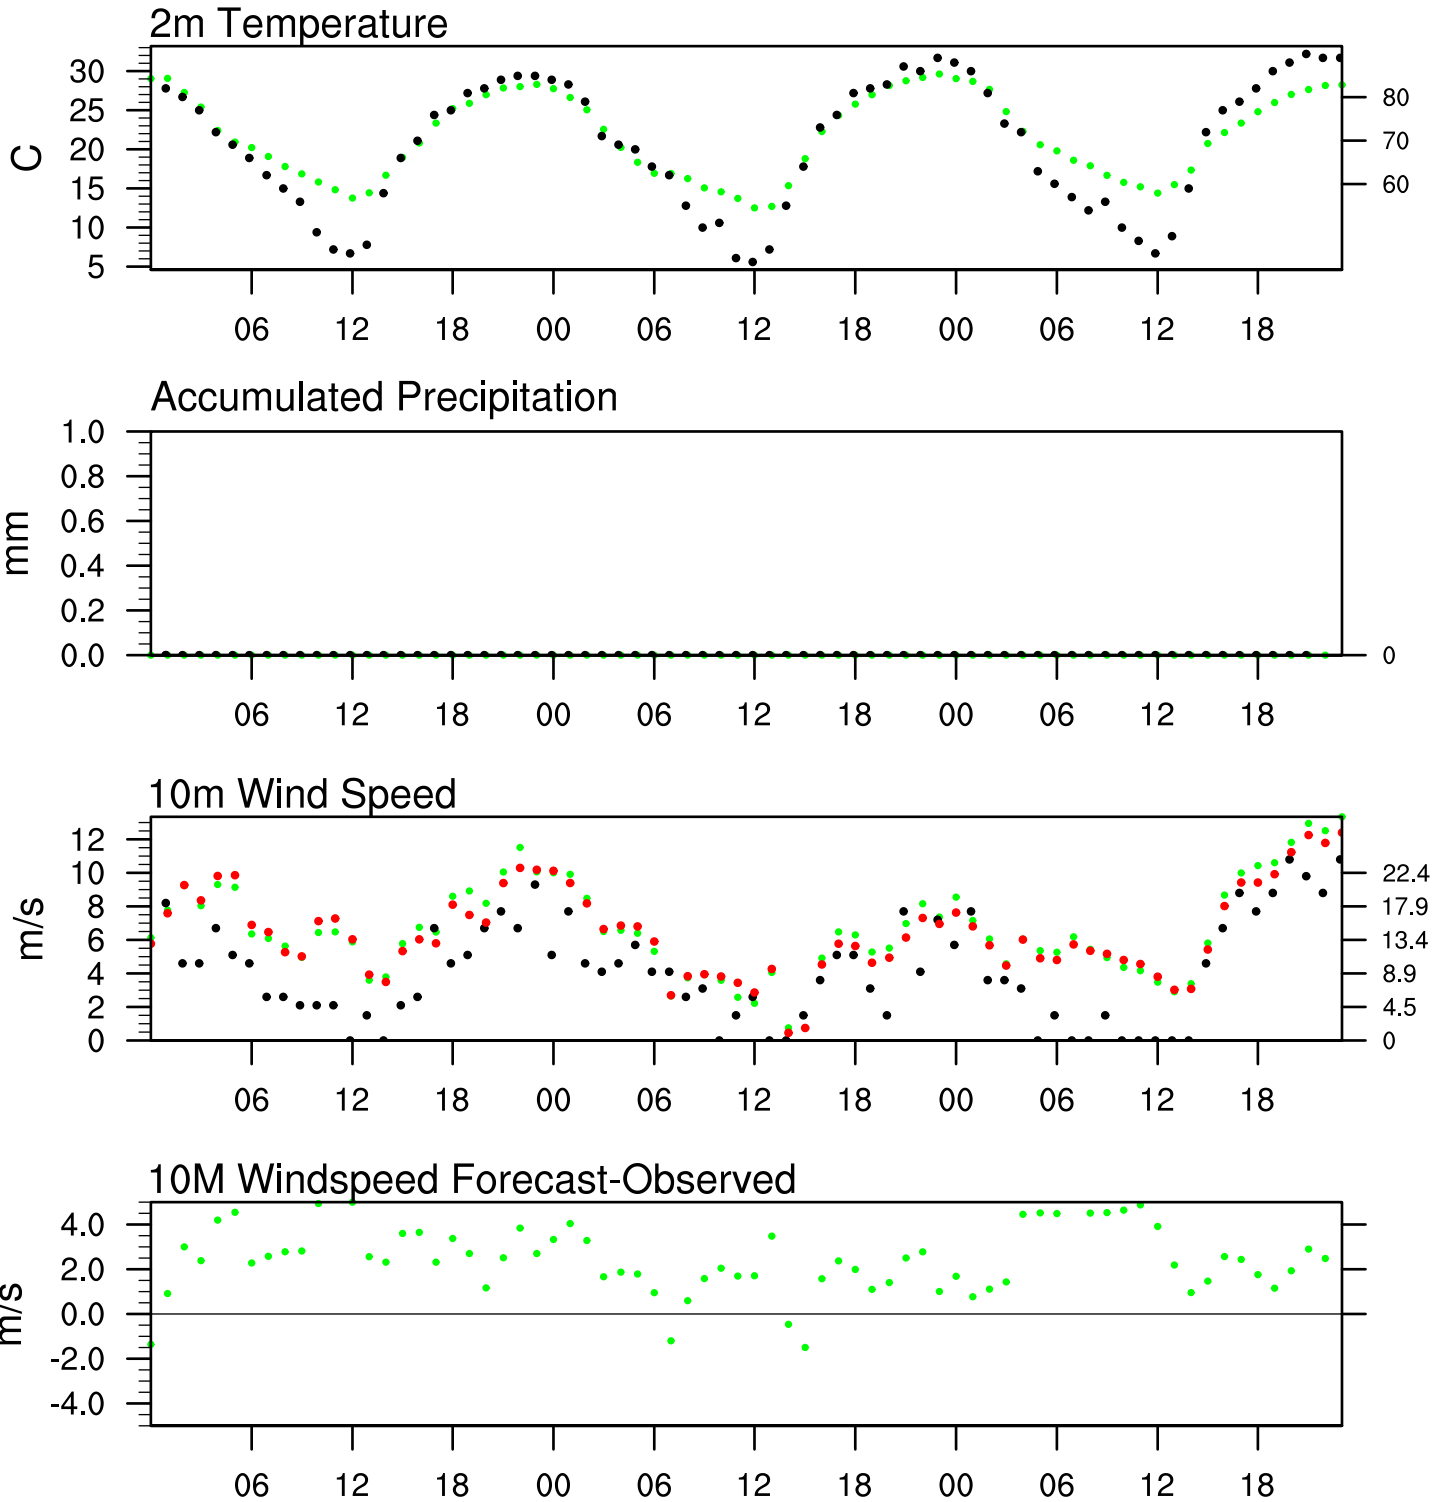 2m Temperature
30
25
20
15
10
5
C
80
70
60
06 12 18 00 06 12 18 00 06 12 18
Accumulated Precipitation
1.0
0.8
0.6
0.4
0.2
0.0
mm
0
06 12 18 00 06 12 18 00 06 12 18
10m Wind Speed
12
10
8
6
4
2
0
m/s
22.4
17.9
13.4
8.9
4.5
0
06 12 18 00 06 12 18 00 06 12 18
10M Windspeed Forecast-Observed
4.0
2.0
0.0
-2.0
-4.0
m/s
06 12 18 00 06 12 18 00 06 12 18